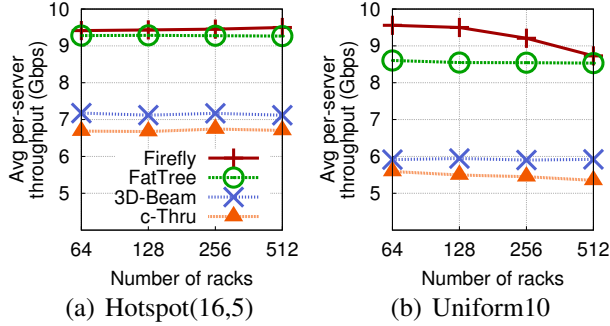 Avg per-server
throughput (Gbps)
10
9
8
7
6
5
Firefly
FatTree
3D-Beam
c-Thru
64 128 256 512
Number of racks
(a) Hotspot(16,5)
Avg per-server
throughput (Gbps)
10
9
8
7
6
5
64 128 256 512
Number of racks
(b) Uniform10